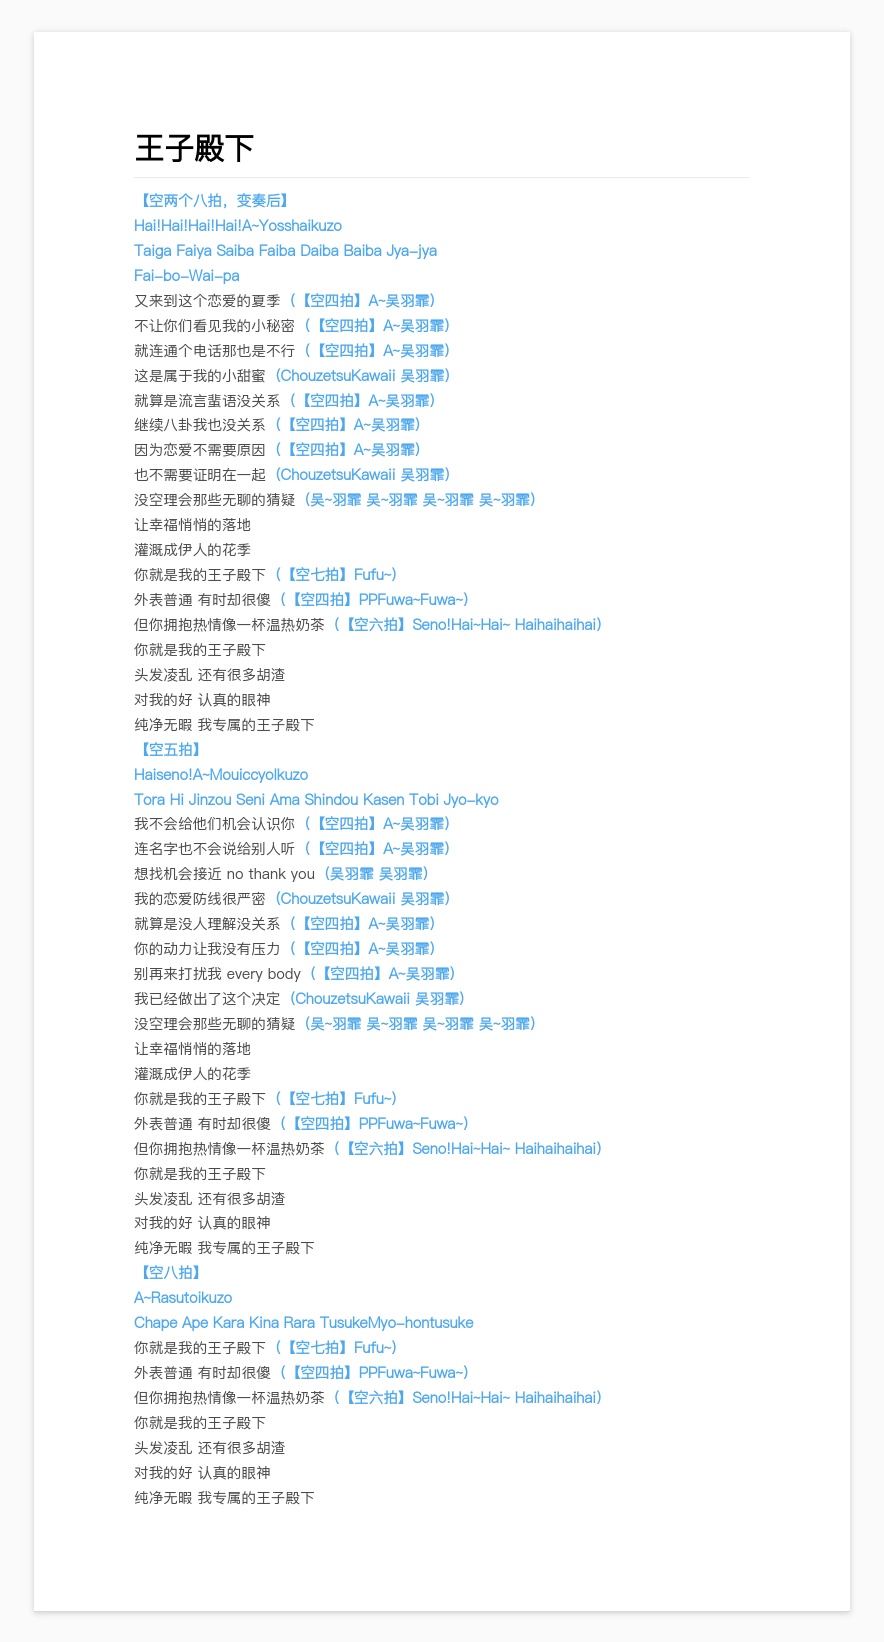 王子殿下
【空两个八拍，变奏后】
Hai!Hai!Hai!Hai!A~Yosshaikuzo
Taiga Faiya Saiba Faiba Daiba Baiba Jya-jya
Fai-bo-Wai-pa
又来到这个恋爱的夏季（【空四拍】A~吴羽霏）
不让你们看见我的小秘密（【空四拍】A~吴羽霏）
就连通个电话那也是不行（【空四拍】A~吴羽霏）
这是属于我的小甜蜜（ChouzetsuKawaii 吴羽霏）
就算是流言蜚语没关系（【空四拍】A~吴羽霏）
继续八卦我也没关系（【空四拍】A~吴羽霏）
因为恋爱不需要原因（【空四拍】A~吴羽霏）
也不需要证明在一起（ChouzetsuKawaii 吴羽霏）
没空理会那些无聊的猜疑（吴~羽霏 吴~羽霏 吴~羽霏 吴~羽霏）
让幸福悄悄的落地
灌溉成伊人的花季
你就是我的王子殿下（【空七拍】Fufu~）
外表普通 有时却很傻（【空四拍】PPFuwa~Fuwa~）
但你拥抱热情像一杯温热奶茶（【空六拍】Seno!Hai~Hai~ Haihaihaihai）
你就是我的王子殿下
头发凌乱 还有很多胡渣
对我的好 认真的眼神
纯净无暇 我专属的王子殿下
【空五拍】
Haiseno!A~MouiccyoIkuzo
Tora Hi Jinzou Seni Ama Shindou Kasen Tobi Jyo-kyo
我不会给他们机会认识你（【空四拍】A~吴羽霏）
连名字也不会说给别人听（【空四拍】A~吴羽霏）
想找机会接近 no thank you（吴羽霏 吴羽霏）
我的恋爱防线很严密（ChouzetsuKawaii 吴羽霏）
就算是没人理解没关系（【空四拍】A~吴羽霏）
你的动力让我没有压力（【空四拍】A~吴羽霏）
别再来打扰我 every body（【空四拍】A~吴羽霏）
我已经做出了这个决定（ChouzetsuKawaii 吴羽霏）
没空理会那些无聊的猜疑（吴~羽霏 吴~羽霏 吴~羽霏 吴~羽霏）
让幸福悄悄的落地
灌溉成伊人的花季
你就是我的王子殿下（【空七拍】Fufu~）
外表普通 有时却很傻（【空四拍】PPFuwa~Fuwa~）
但你拥抱热情像一杯温热奶茶（【空六拍】Seno!Hai~Hai~ Haihaihaihai）
你就是我的王子殿下
头发凌乱 还有很多胡渣
对我的好 认真的眼神
纯净无暇 我专属的王子殿下
【空八拍】
A~Rasutoikuzo
Chape Ape Kara Kina Rara TusukeMyo-hontusuke
你就是我的王子殿下（【空七拍】Fufu~）
外表普通 有时却很傻（【空四拍】PPFuwa~Fuwa~）
但你拥抱热情像一杯温热奶茶（【空六拍】Seno!Hai~Hai~ Haihaihaihai）
你就是我的王子殿下
头发凌乱 还有很多胡渣
对我的好 认真的眼神
纯净无暇 我专属的王子殿下